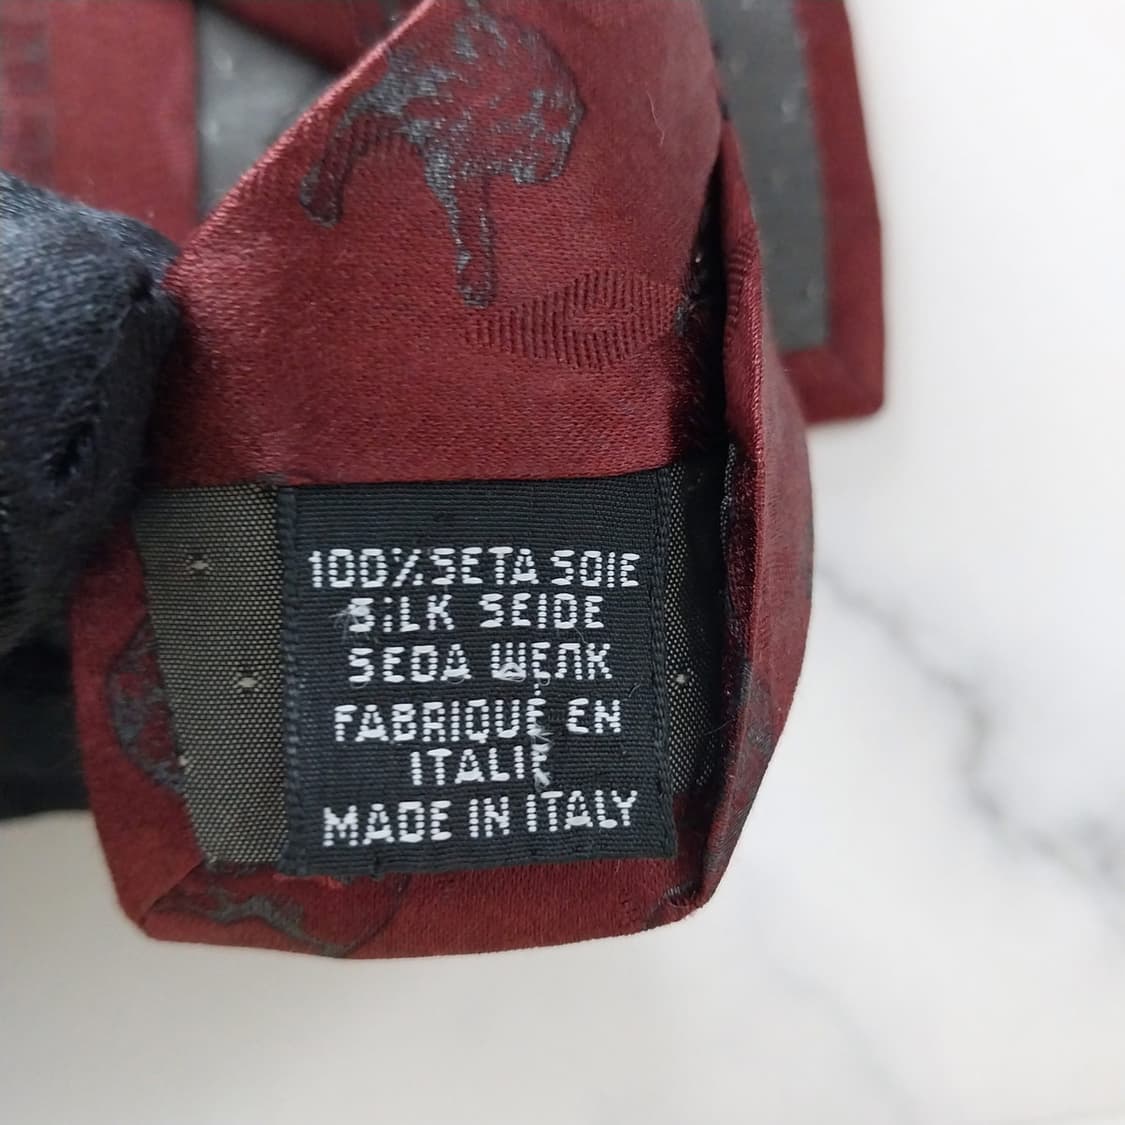 100%SETA SOIE
SILK SEIDE
SEDA ШЕЛК
FABRIQUÉ EN
ITALIE
MADE IN ITALY